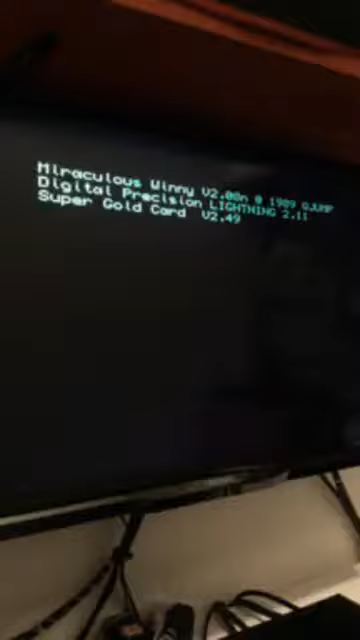 Miraculous Winny V2.00n © 1989 QJUMP
Digital Precision LIGHTNING 2.11
Super Gold Card V2.49